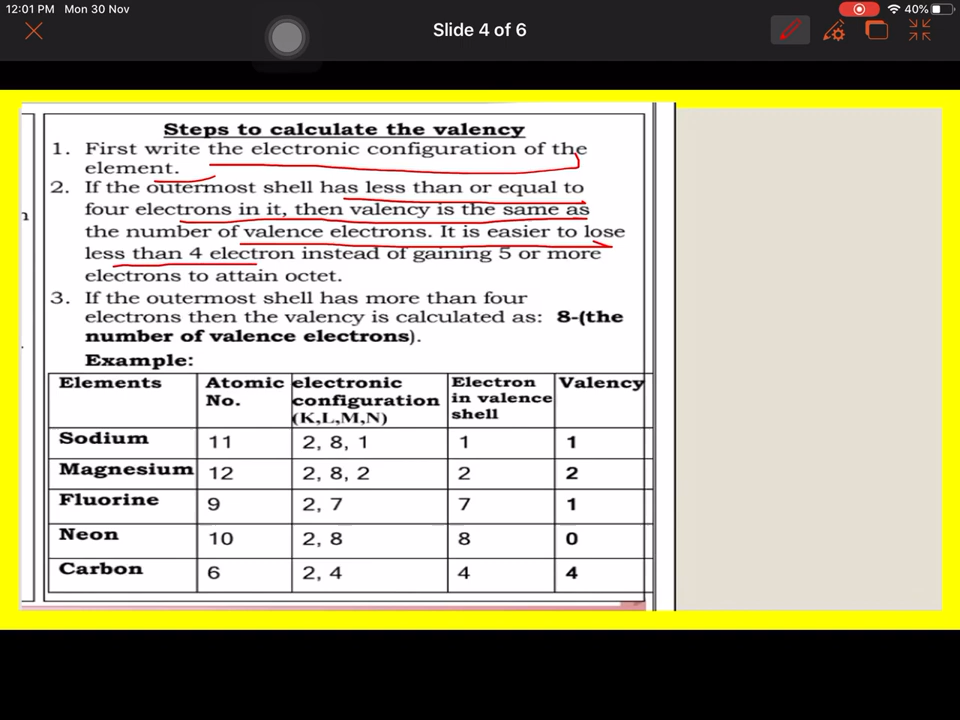 12:01 PM Mon 30 Nov
40%
Slide 4 of 6
Steps to calculate the valency
1. First write the electronic configuration of the
element.
2. If the outermost shell has less than or equal to
four electrons in it, then valency is the same as
the number of valence electrons. It is easier to lose
less than 4 electron instead of gaining 5 or more
electrons to attain octet.
3. If the outermost shell has more than four
electrons then the valency is calculated as: 8-(the
number of valence electrons).
Example:
Elements Atomic No. electronic configuration (K,L,M,N) Electron in valence shell Valency
Sodium 11 2, 8, 1 1 1
Magnesium 12 2, 8, 2 2 2
Fluorine 9 2, 7 7 1
Neon 10 2, 8 8 0
Carbon 6 2, 4 4 4